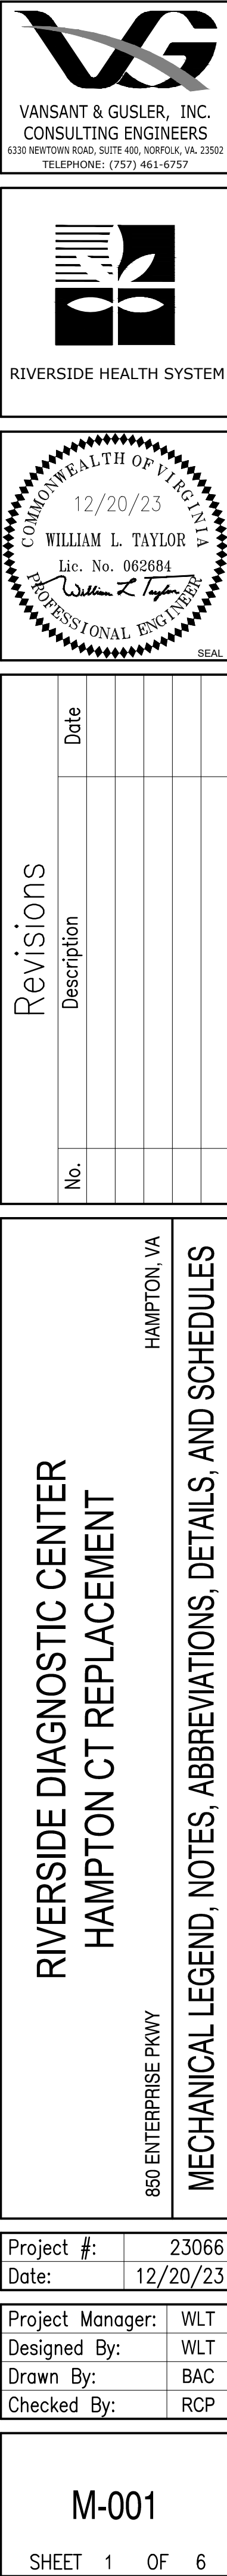 VG
VANSANT & GUSLER, INC.
CONSULTING ENGINEERS
6330 NEWTOWN ROAD, SUITE 400, NORFOLK, VA. 23502
TELEPHONE: (757) 461-6757
RIVERSIDE HEALTH SYSTEM
COMMONWEALTH OF VIRGINIA
12/20/23
WILLIAM L. TAYLOR
Lic. No. 062684
William L Taylor
PROFESSIONAL ENGINEER
SEAL
Revisions
No. Description Date
RIVERSIDE DIAGNOSTIC CENTER
HAMPTON CT REPLACEMENT
850 ENTERPRISE PKWY HAMPTON, VA
MECHANICAL LEGEND, NOTES, ABBREVIATIONS, DETAILS, AND SCHEDULES
Project #: 23066
Date: 12/20/23
Project Manager: WLT
Designed By: WLT
Drawn By: BAC
Checked By: RCP
M-001
SHEET 1 OF 6